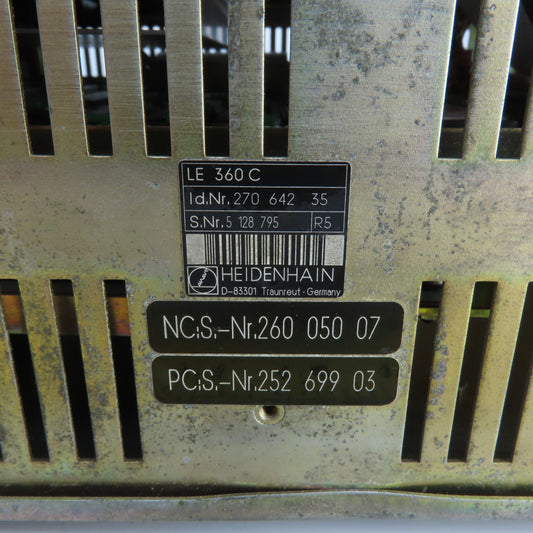 LE 360 C
Id.Nr. 270 642 35
S.Nr. 5 128 795 R5
HEIDENHAIN
D-83301 Traunreut · Germany
NC:S.-Nr. 260 050 07
PC:S.-Nr. 252 699 03